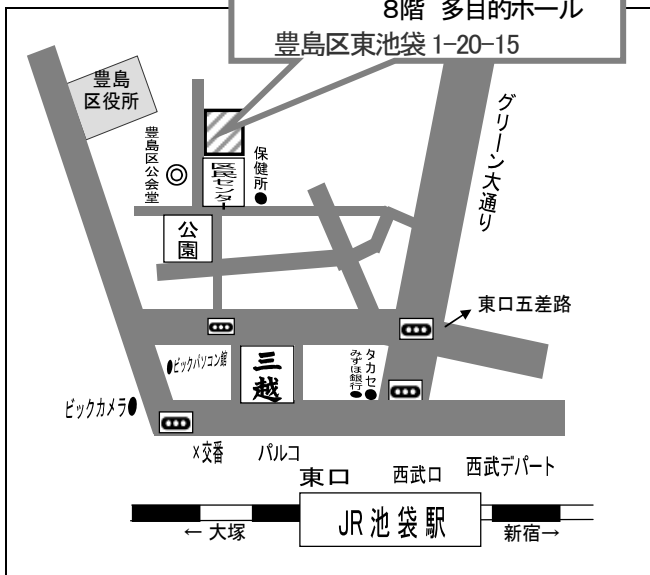 8階 多目的ホール
豊島区東池袋 1-20-15
豊島
区役所
グリーン大通り
豊島区公会堂
区民センター
保健所
公園
東口五差路
ビックパソコン館
三越
みずほ銀行
タカセ
ビックカメラ
×交番
パルコ
東口
西武口
西武デパート
JR池袋駅
← 大塚
新宿→